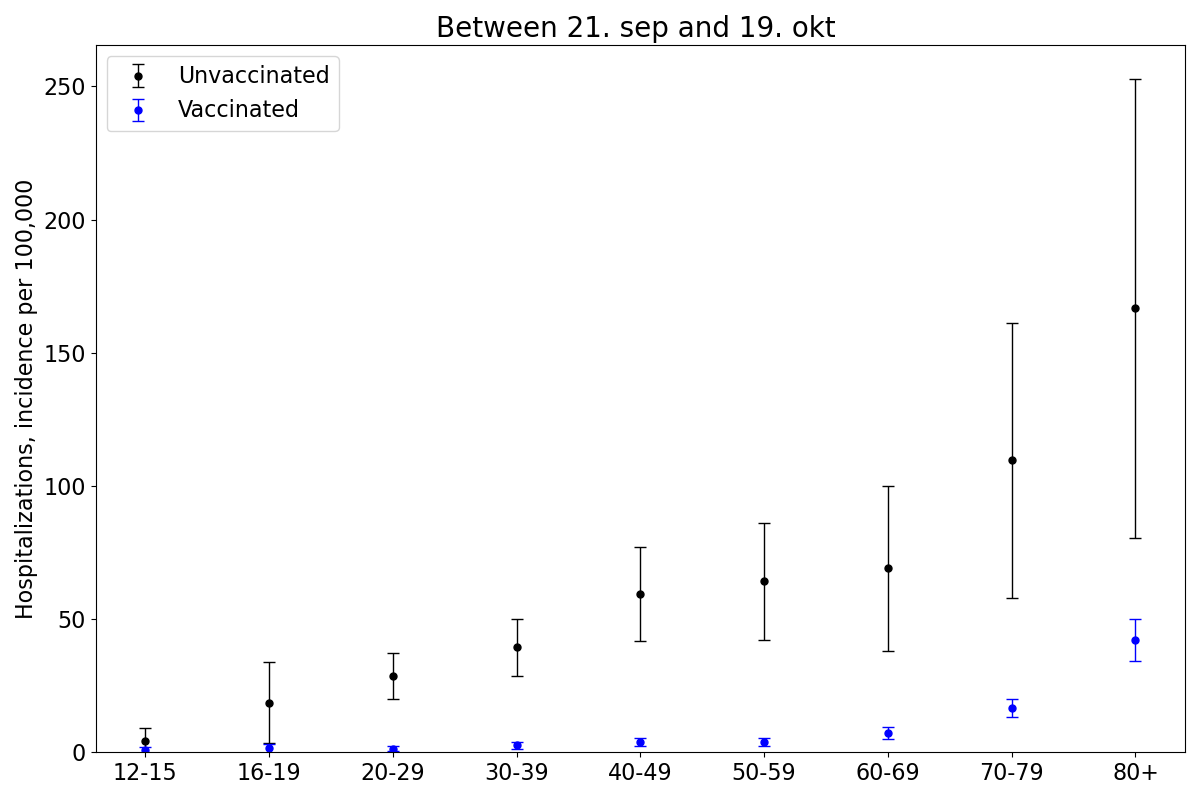 Between 21. sep and 19. okt
Unvaccinated
Vaccinated
Hospitalizations, incidence per 100,000
250
200
150
100
50
0
12-15 16-19 20-29 30-39 40-49 50-59 60-69 70-79 80+